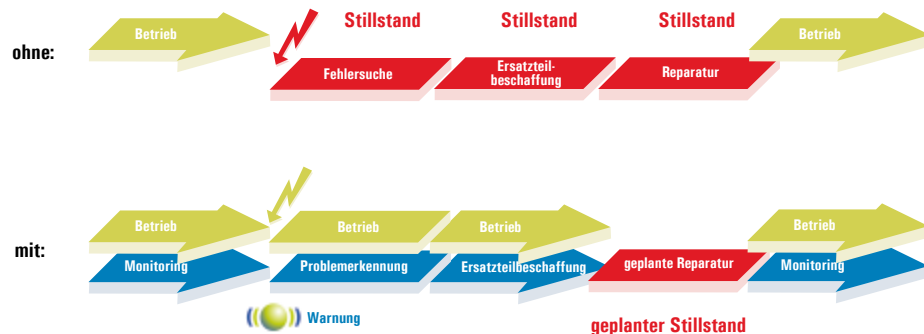 Stillstand Stillstand Stillstand
ohne: Betrieb Betrieb
Fehlersuche Ersatzteil-
beschaffung Reparatur
Betrieb Betrieb Betrieb Betrieb
mit:
Monitoring Problemerkennung Ersatzteilbeschaffung geplante Reparatur Monitoring
Warnung
geplanter Stillstand